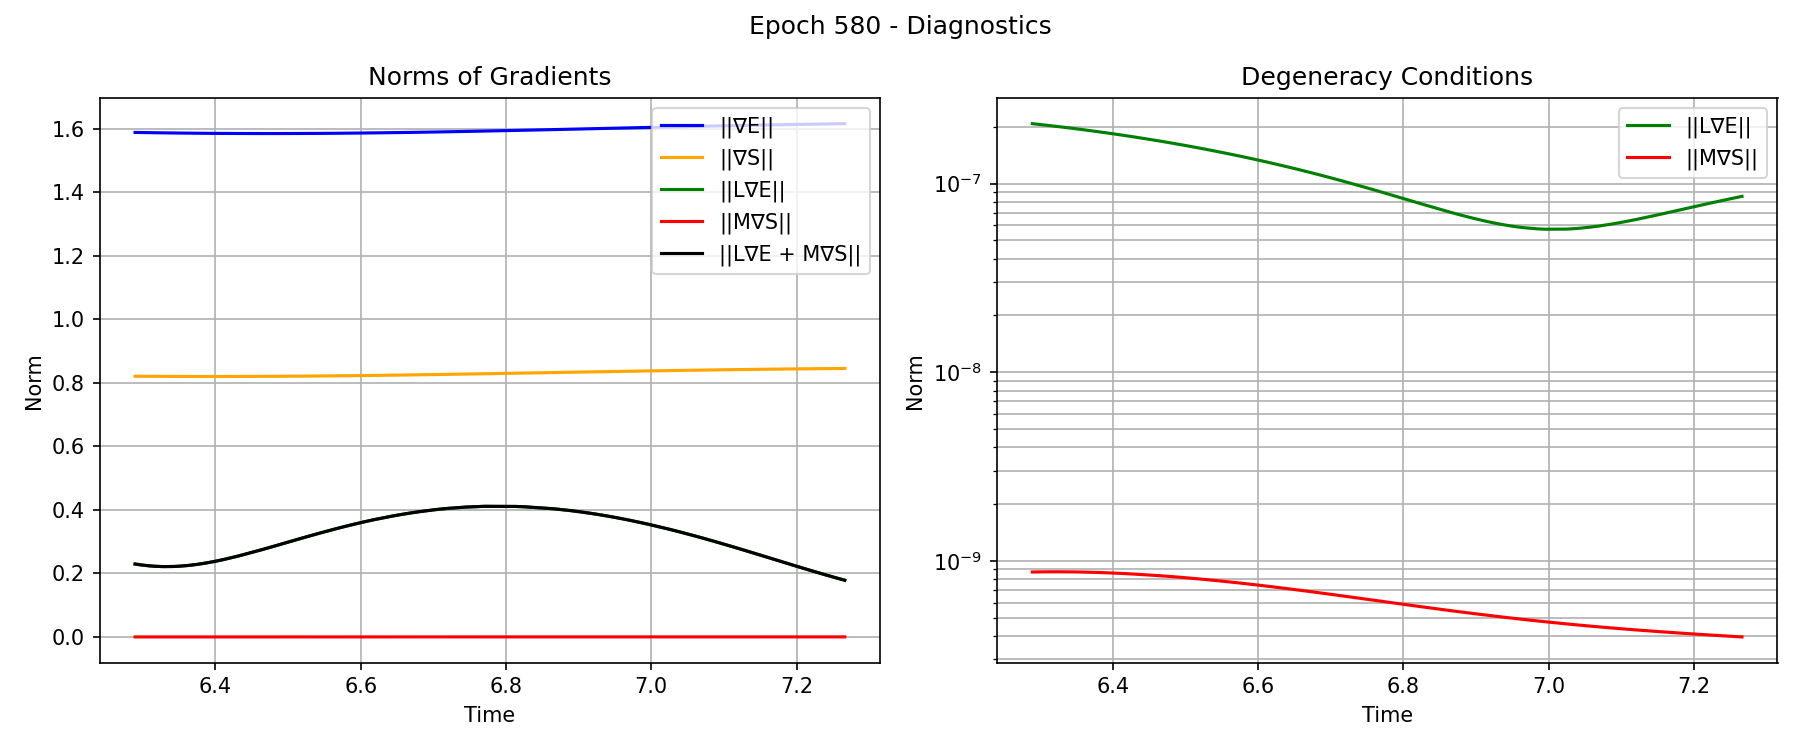 Epoch 580 - Diagnostics
Norms of Gradients
Norm
1.6
1.4
1.2
1.0
0.8
0.6
0.4
0.2
0.0
||∇E||
||∇S||
||L∇E||
||M∇S||
||L∇E + M∇S||
6.4 6.6 6.8 7.0 7.2
Time
Degeneracy Conditions
Norm
10⁻⁷
10⁻⁸
10⁻⁹
||L∇E||
||M∇S||
6.4 6.6 6.8 7.0 7.2
Time